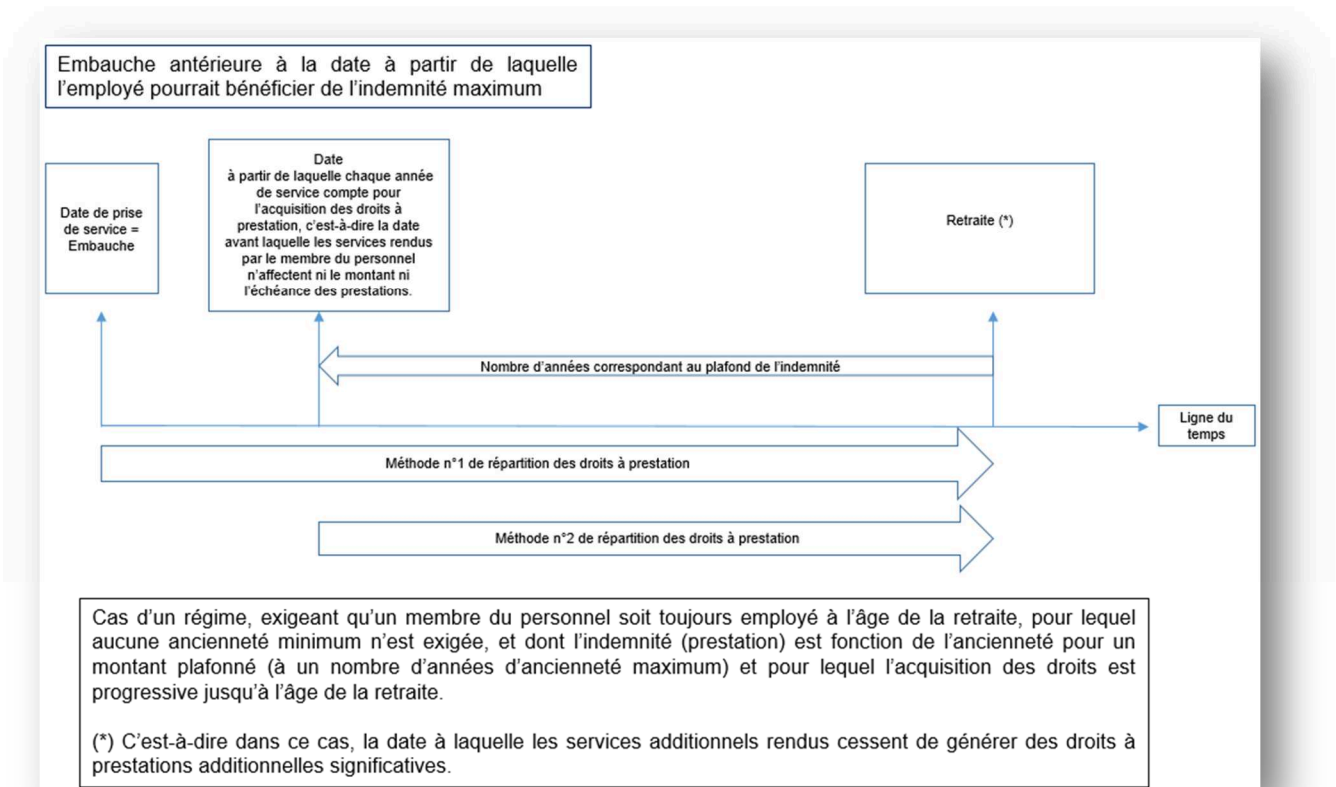 Embauche antérieure à la date à partir de laquelle
l'employé pourrait bénéficier de l'indemnité maximum
Date de prise
de service =
Embauche
Date
à partir de laquelle chaque année
de service compte pour
l'acquisition des droits à
prestation, c'est-à-dire la date
avant laquelle les services rendus
par le membre du personnel
n'affectent ni le montant ni
l'échéance des prestations.
Retraite (*)
Nombre d'années correspondant au plafond de l'indemnité
Ligne du
temps
Méthode n°1 de répartition des droits à prestation
Méthode n°2 de répartition des droits à prestation
Cas d'un régime, exigeant qu'un membre du personnel soit toujours employé à l'âge de la retraite, pour lequel
aucune ancienneté minimum n'est exigée, et dont l'indemnité (prestation) est fonction de l'ancienneté pour un
montant plafonné (à un nombre d'années d'ancienneté maximum) et pour lequel l'acquisition des droits est
progressive jusqu'à l'âge de la retraite.
(*) C'est-à-dire dans ce cas, la date à laquelle les services additionnels rendus cessent de générer des droits à
prestations additionnelles significatives.